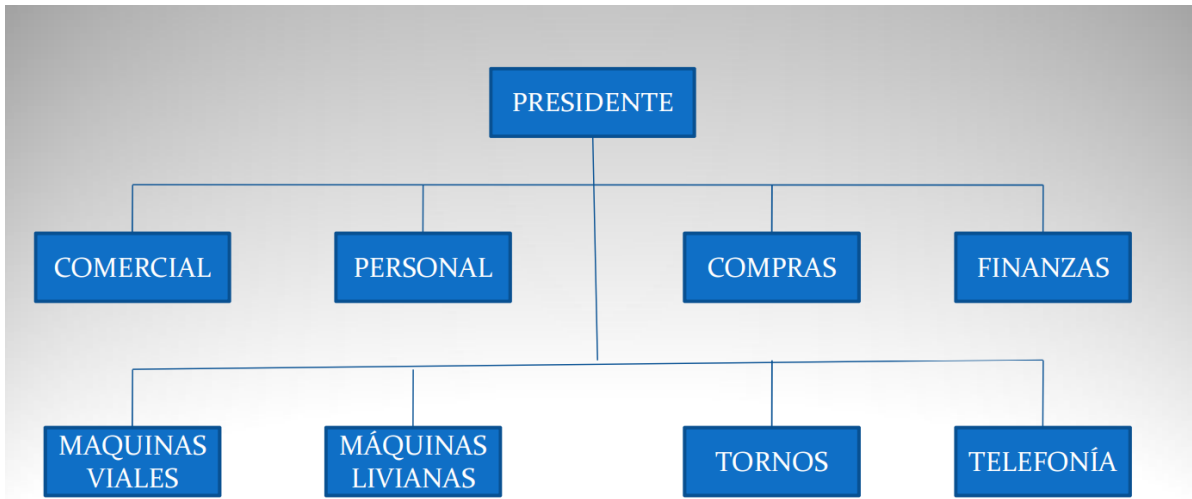 PRESIDENTE
COMERCIAL
PERSONAL
COMPRAS
FINANZAS
MAQUINAS
VIALES
MÁQUINAS
LIVIANAS
TORNOS
TELEFONÍA